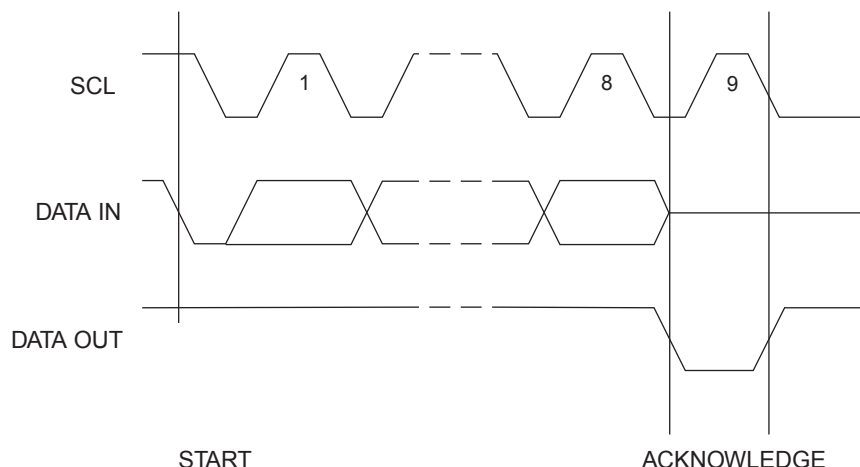 SCL
1
8
9
DATA IN
DATA OUT
START
ACKNOWLEDGE